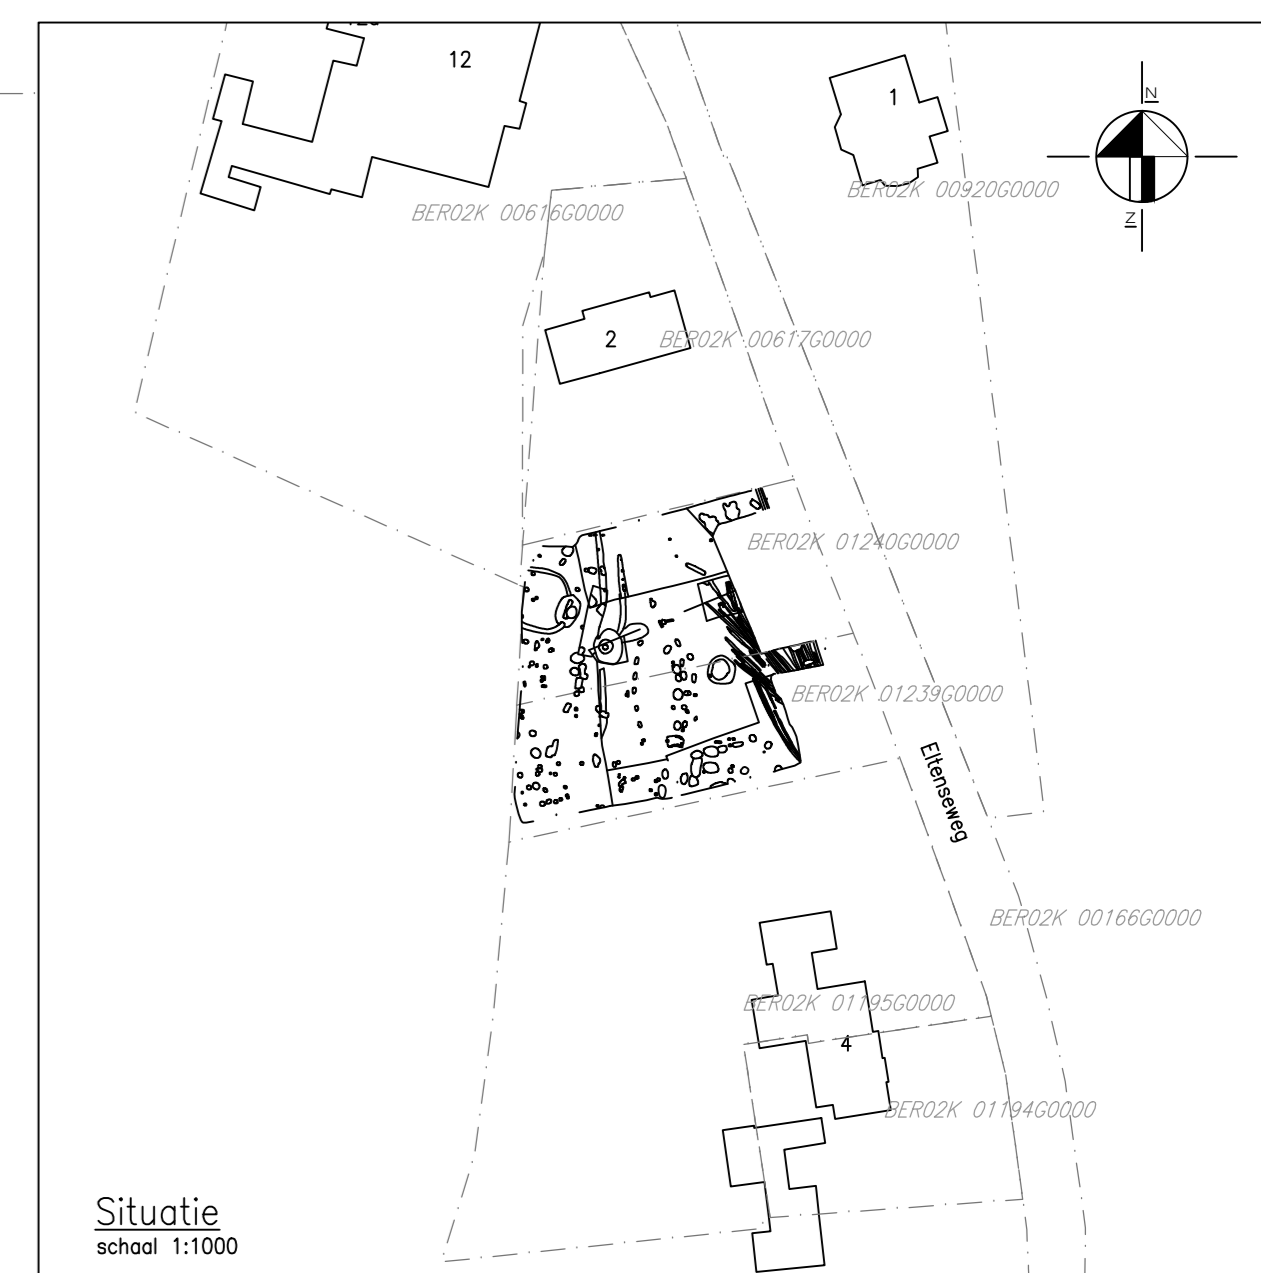 12
1
N
BER02K 00920G0000
BER02K 00616G0000
Z
2
BER02K 00617G0000
BER02K 01240G0000
BER02K 01239G0000
Eltenseweg
BER02K 00166G0000
BER02K 01195G0000
4
BER02K 01194G0000
Situatie
schaal 1:1000